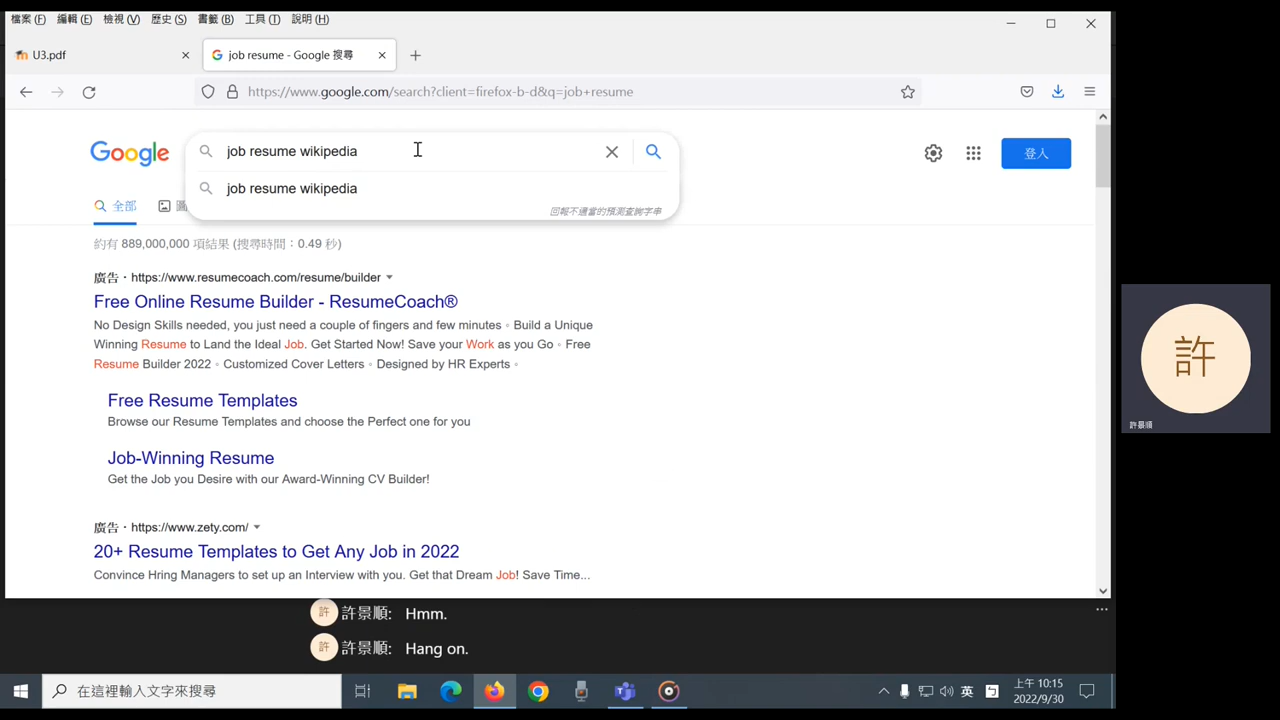 檔案 (F) 編輯 (E) 檢視 (V) 歷史 (S) 書籤 (B) 工具 (T) 說明 (H)
U3.pdf
job resume - Google 搜尋
https://www.google.com/search?client=firefox-b-d&q=job+resume
Google
job resume wikipedia
登入
job resume wikipedia
回報不適當的預測查詢字串
全部
圖
約有 889,000,000 項結果 (搜尋時間：0.49 秒)
廣告・https://www.resumecoach.com/resume/builder
Free Online Resume Builder - ResumeCoach®
No Design Skills needed, you just need a couple of fingers and few minutes ◦ Build a Unique
Winning Resume to Land the Ideal Job. Get Started Now! Save your Work as you Go ◦ Free
Resume Builder 2022 ◦ Customized Cover Letters ◦ Designed by HR Experts ◦
Free Resume Templates
Browse our Resume Templates and choose the Perfect one for you
Job-Winning Resume
Get the Job you Desire with our Award-Winning CV Builder!
廣告・https://www.zety.com/
20+ Resume Templates to Get Any Job in 2022
Convince Hring Managers to set up an Interview with you. Get that Dream Job! Save Time...
許
許景順
許 許景順: Hmm.
許 許景順: Hang on.
在這裡輸入文字來搜尋
英
上午 10:15
2022/9/30